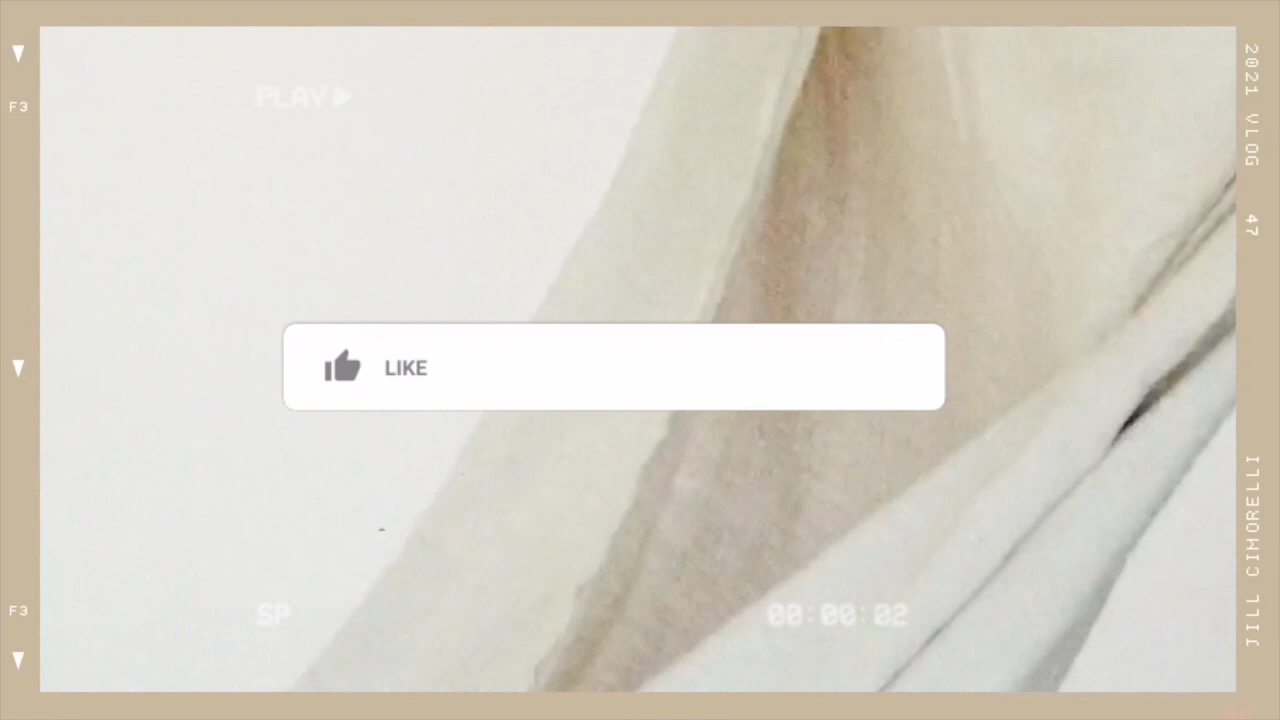 PLAY
LIKE
SP
00:00:02
F3
F3
2021 VLOG 47
JILL CIMORELLI